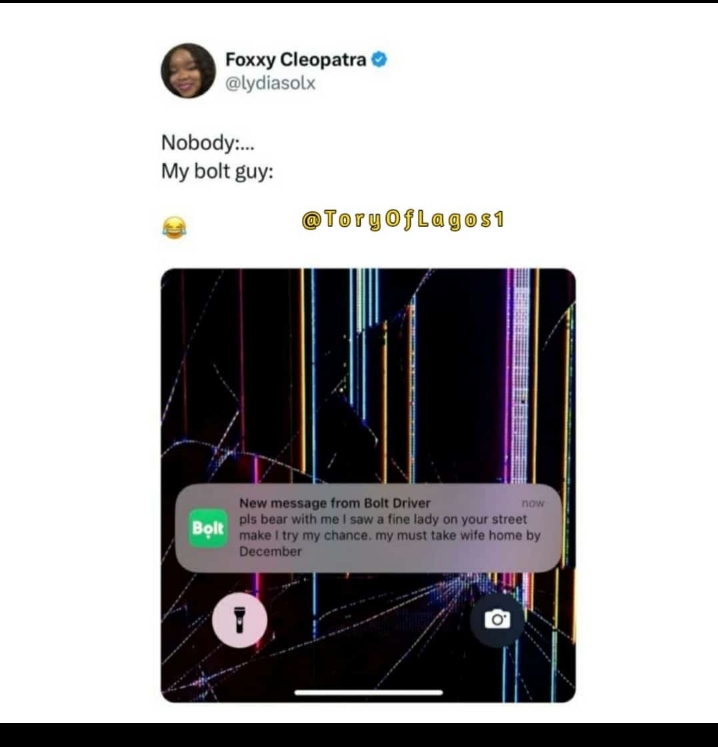 Foxxy Cleopatra
@lydiasolx
Nobody:...
My bolt guy:
😂
@ToryOfLagos1
New message from Bolt Driver now
Bolt
pls bear with me I saw a fine lady on your street
make I try my chance. my must take wife home by
December